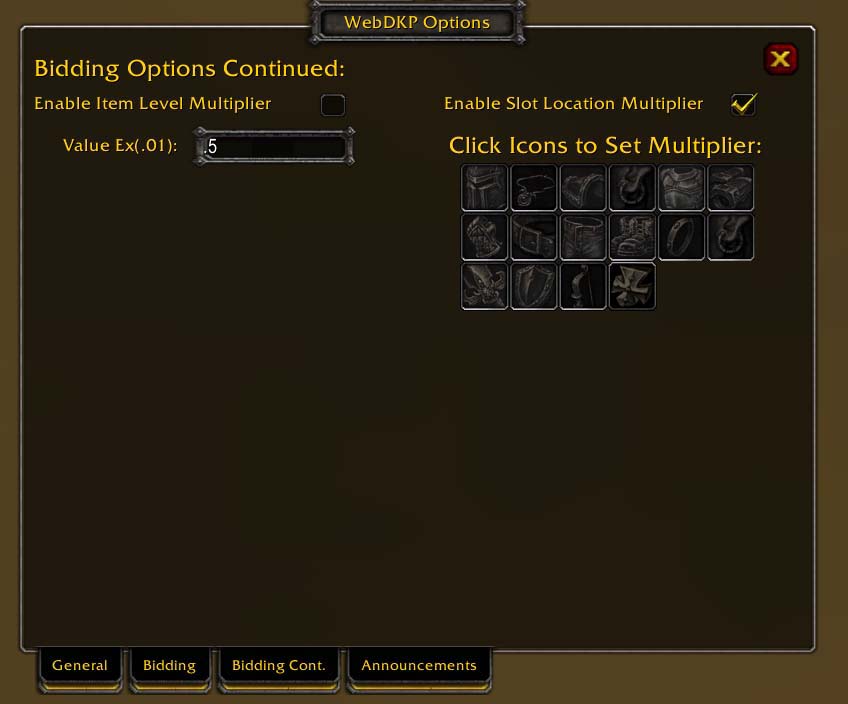 WebDKP Options
Bidding Options Continued:
Enable Item Level Multiplier
Value Ex(.01):
.5
Enable Slot Location Multiplier
Click Icons to Set Multiplier:
General
Bidding
Bidding Cont.
Announcements